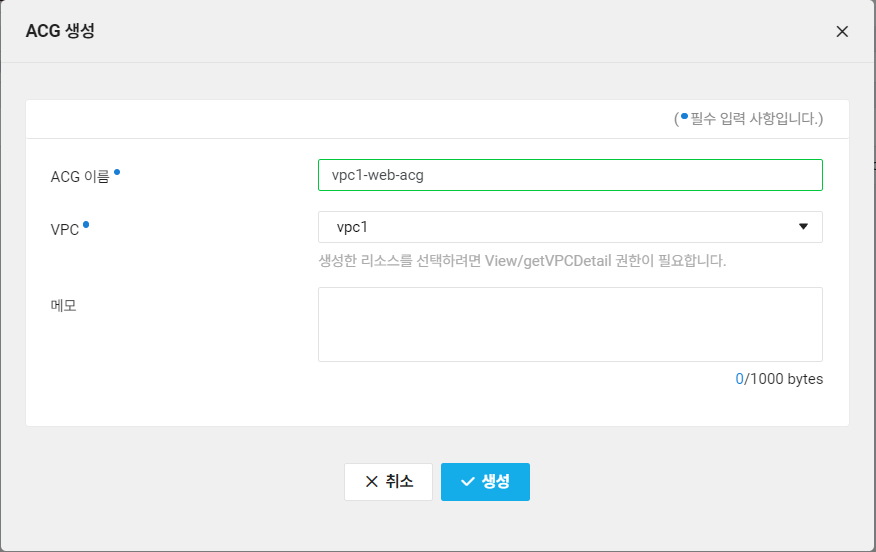 ACG 생성
(•필수 입력 사항입니다.)
ACG 이름 •
vpc1-web-acg
VPC •
vpc1
생성한 리소스를 선택하려면 View/getVPCDetail 권한이 필요합니다.
메모
0/1000 bytes
취소
생성